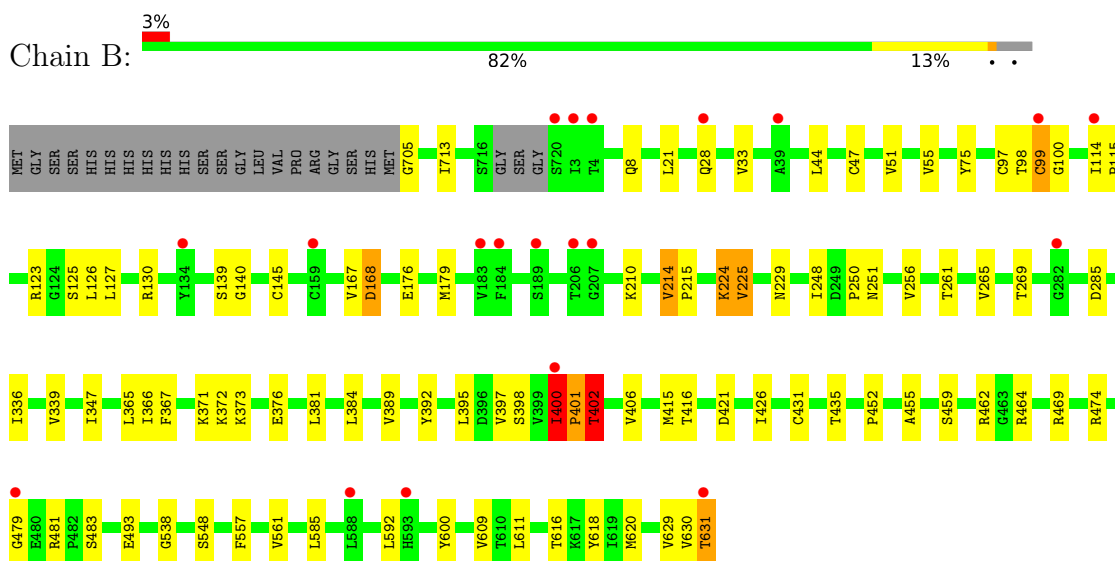 3%
Chain B:
82% 13% • •
MET GLY SER SER HIS HIS HIS HIS HIS HIS SER SER GLY LEU VAL PRO ARG GLY SER HIS MET G705 I713 S716 GLY SER GLY S720 I3 T4 Q8 L21 Q28 V33 A39 L44 C47 V51 V55 Y75 C97 T98 C99 G100 I114 R115
R123 G124 S125 L126 L127 R130 Y134 S139 G140 C145 C159 V167 D168 E176 M179 V183 F184 S189 T206 G207 K210 V214 P215 K224 V225 N229 I248 D249 P250 N251 V256 T261 V265 T269 G282 D285
I336 V339 I347 L365 I366 F367 K371 K372 K373 E376 L381 L384 V389 Y392 L395 D396 V397 S398 V399 I400 P401 T402 V406 M415 T416 D421 I426 C431 T435 P452 A455 S459 R462 G463 R464 R469 R474
G479 E480 R481 P482 S483 E493 G538 S548 F557 V561 L585 L588 L592 H593 Y600 V609 T610 L611 T616 K617 Y618 I619 M620 V629 V630 T631